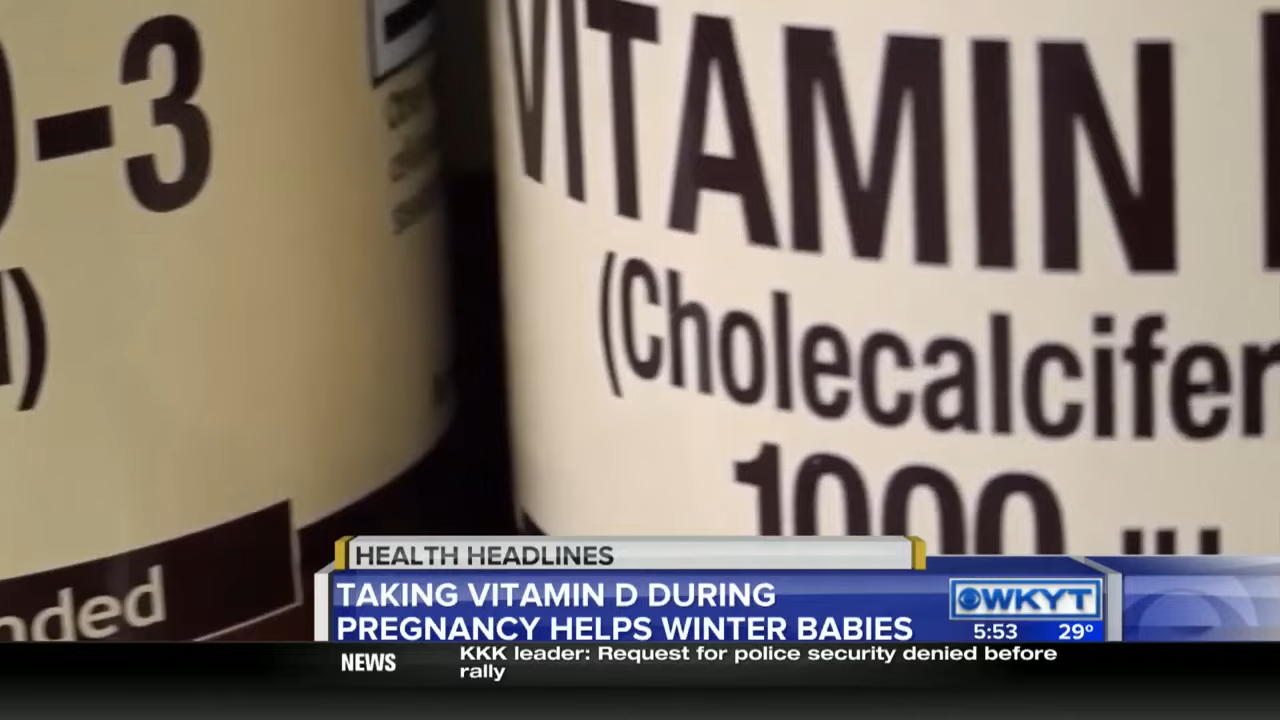 -3
VITAMIN
(Cholecalcifer
1000
nded
HEALTH HEADLINES
TAKING VITAMIN D DURING
PREGNANCY HELPS WINTER BABIES
WKYT
5:53 29°
NEWS
KKK leader: Request for police security denied before
rally